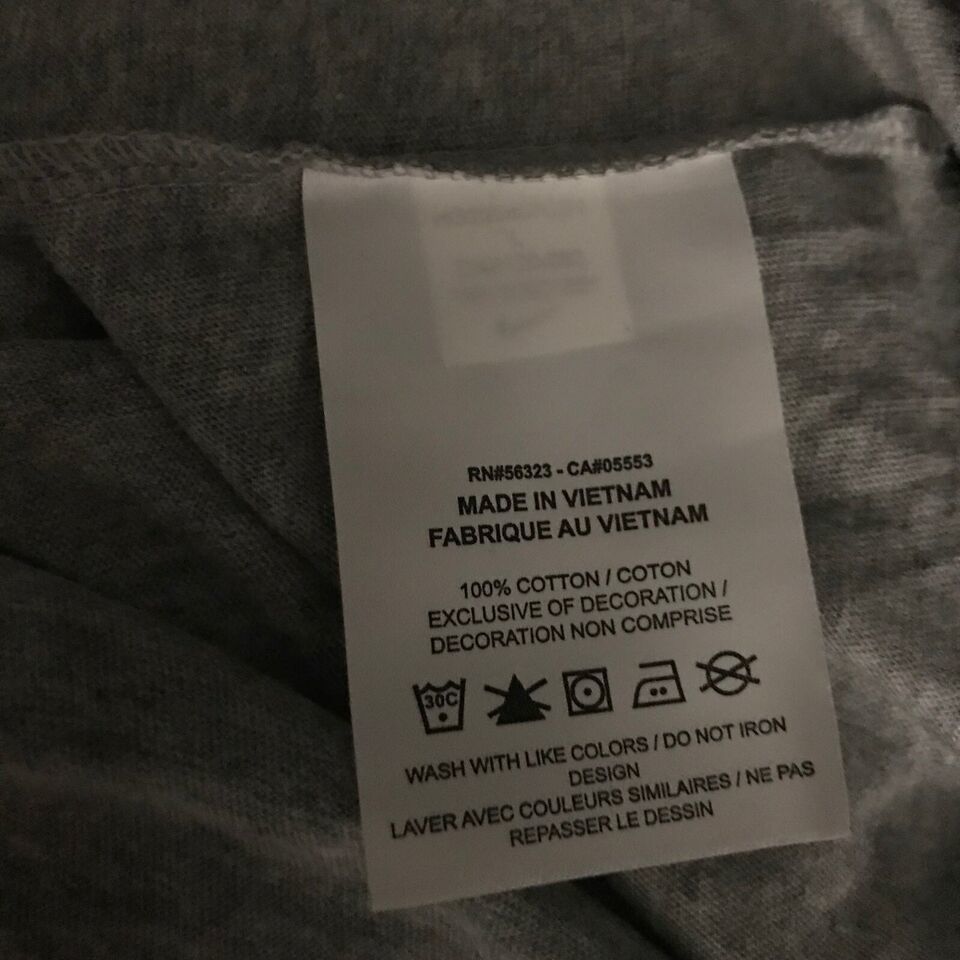 RN#56323 - CA#05553
MADE IN VIETNAM
FABRIQUE AU VIETNAM
100% COTTON / COTON
EXCLUSIVE OF DECORATION /
DECORATION NON COMPRISE
30C
WASH WITH LIKE COLORS / DO NOT IRON
DESIGN
LAVER AVEC COULEURS SIMILAIRES / NE PAS
REPASSER LE DESSIN